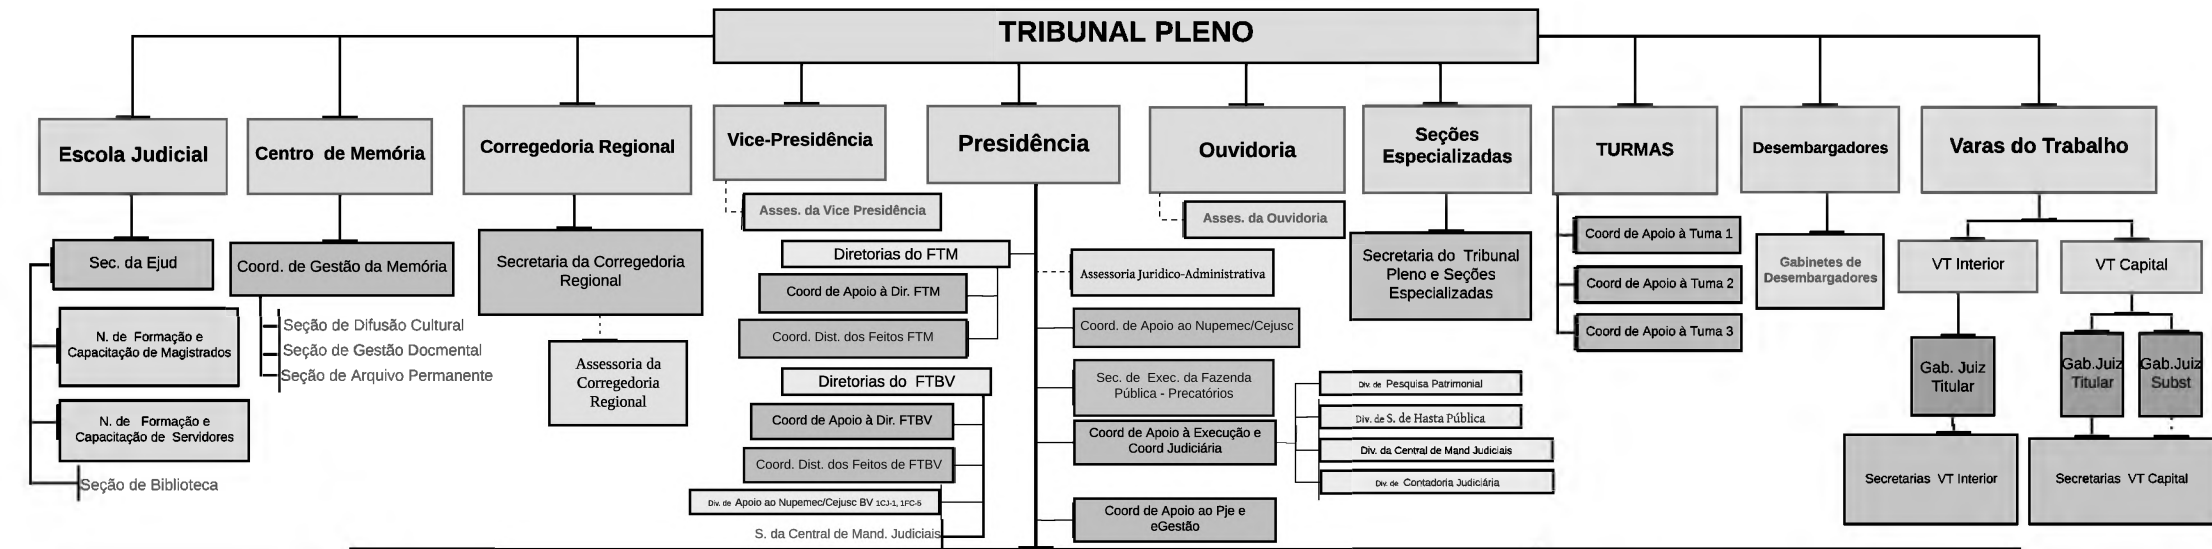 TRIBUNAL PLENO
Escola Judicial
Centro de Memória
Corregedoria Regional
Vice-Presidência
Presidência
Ouvidoria
Seções
Especializadas
TURMAS
Desembargadores
Varas do Trabalho
Sec. da Ejud
N. de Formação e
Capacitação de Magistrados
N. de Formação e
Capacitação de Servidores
Seção de Biblioteca
Coord. de Gestão da Memória
Seção de Difusão Cultural
Seção de Gestão Docmental
Seção de Arquivo Permanente
Secretaria da Corregedoria
Regional
Assessoria da
Corregedoria
Regional
Asses. da Vice Presidência
Diretorias do FTM
Coord de Apoio à Dir. FTM
Coord. Dist. dos Feitos FTM
Diretorias do FTBV
Coord de Apoio à Dir. FTBV
Coord. Dist. dos Feitos de FTBV
Div. de Apoio ao Nupemec/Cejusc BV 1CJ-1, 1FC-5
S. da Central de Mand. Judiciais
Assessoria Juridico-Administrativa
Coord. de Apoio ao Nupemec/Cejusc
Sec. de Exec. da Fazenda
Pública - Precatórios
Coord de Apoio à Execução e
Coord Judiciária
Coord de Apoio ao Pje e
eGestão
Div. de Pesquisa Patrimonial
Div. de S. de Hasta Pública
Div. da Central de Mand Judiciais
Div. de Contadoria Judiciária
Asses. da Ouvidoria
Secretaria do Tribunal
Pleno e Seções
Especializadas
Coord de Apoio à Tuma 1
Coord de Apoio à Tuma 2
Coord de Apoio à Tuma 3
Gabinetes de
Desembargadores
VT Interior
VT Capital
Gab. Juiz
Titular
Gab.Juiz
Titular
Gab.Juiz
Subst
Secretarias VT Interior
Secretarias VT Capital